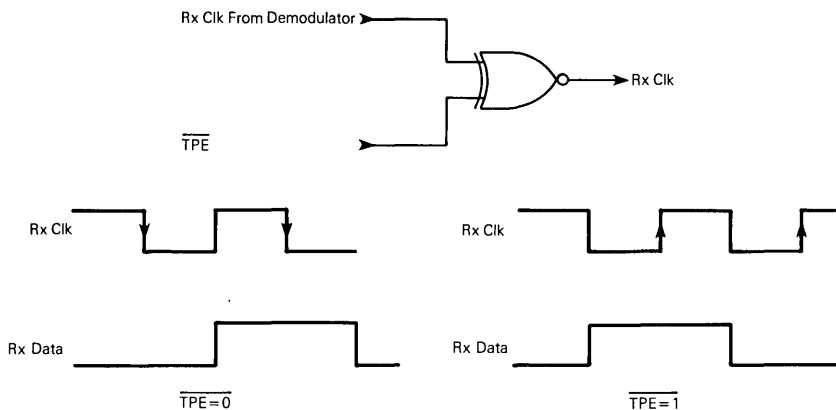 Rx Clk From Demodulator
Rx Clk
TPE
Rx Clk
Rx Clk
Rx Data
Rx Data
TPE=0
TPE=1